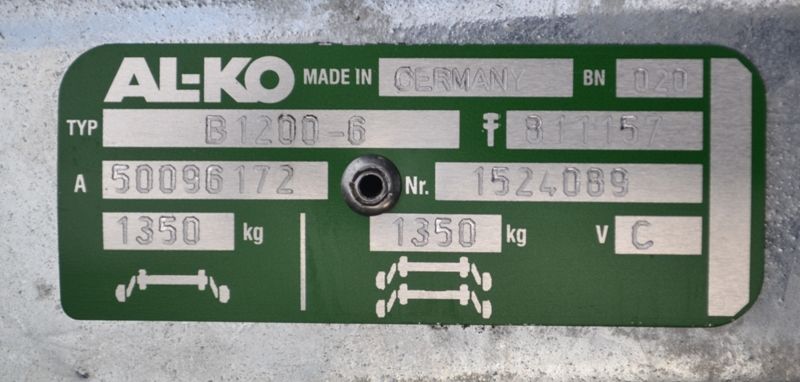 AL-KO MADE IN GERMANY BN 020
TYP B1200-6 811157
A 50096172 Nr. 1524089
1350 kg 1350 kg V C